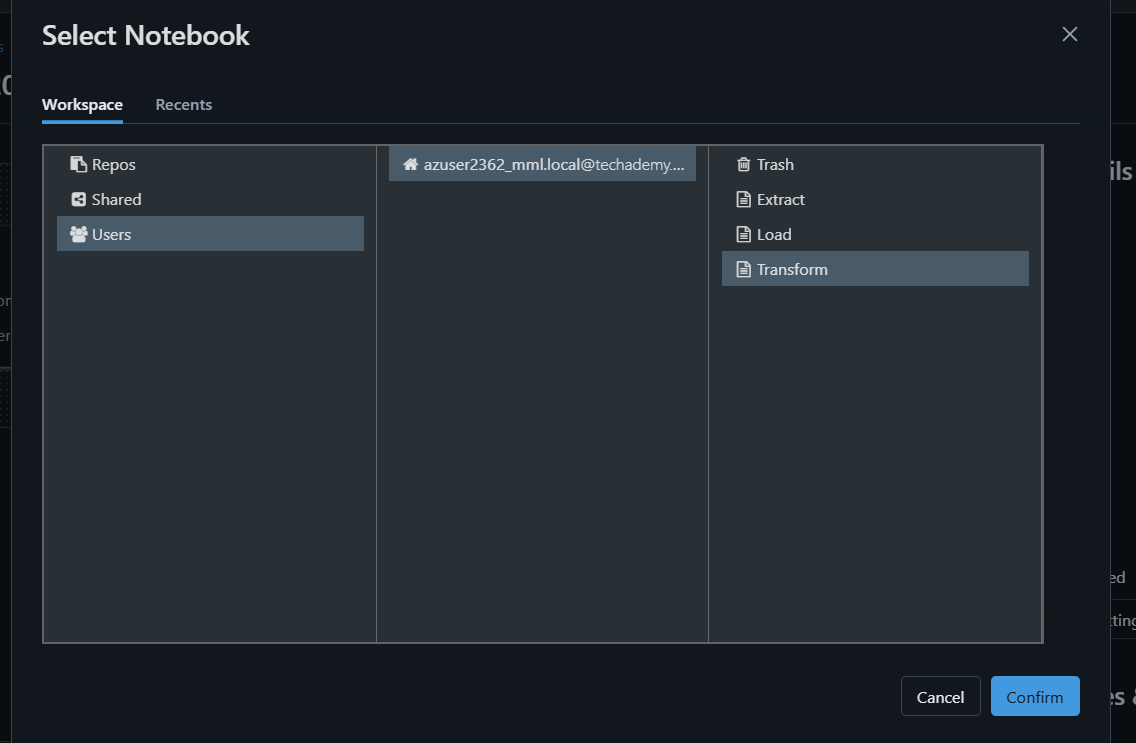 Select Notebook
Workspace
Recents
Repos
Shared
Users
azuser2362_mml.local@techademy....
Trash
Extract
Load
Transform
Cancel
Confirm